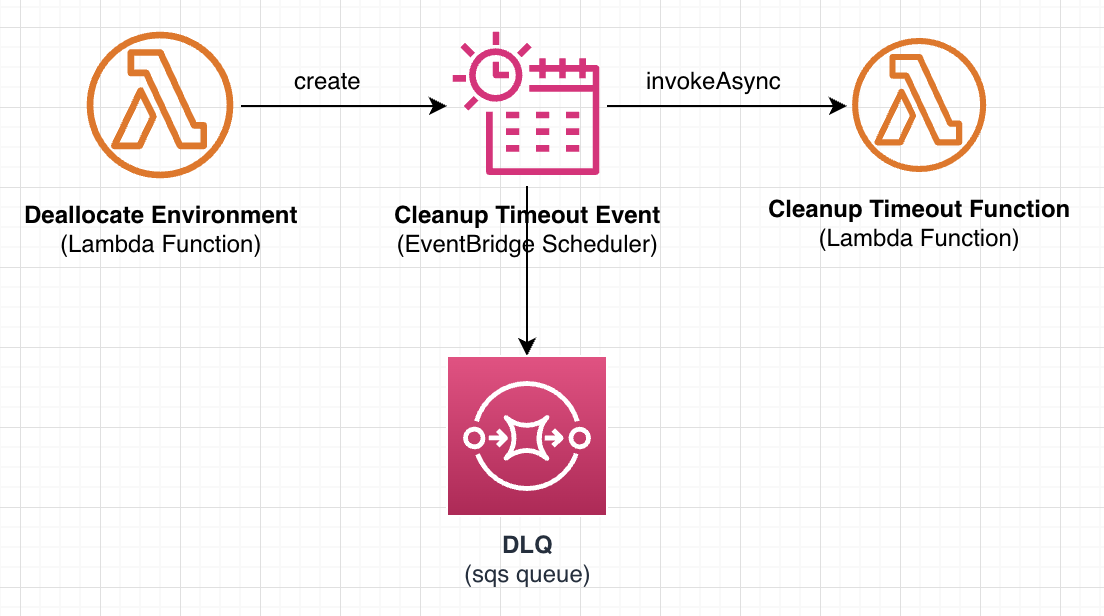 create
invokeAsync
Deallocate Environment
(Lambda Function)
Cleanup Timeout Event
(EventBridge Scheduler)
Cleanup Timeout Function
(Lambda Function)
DLQ
(sqs queue)